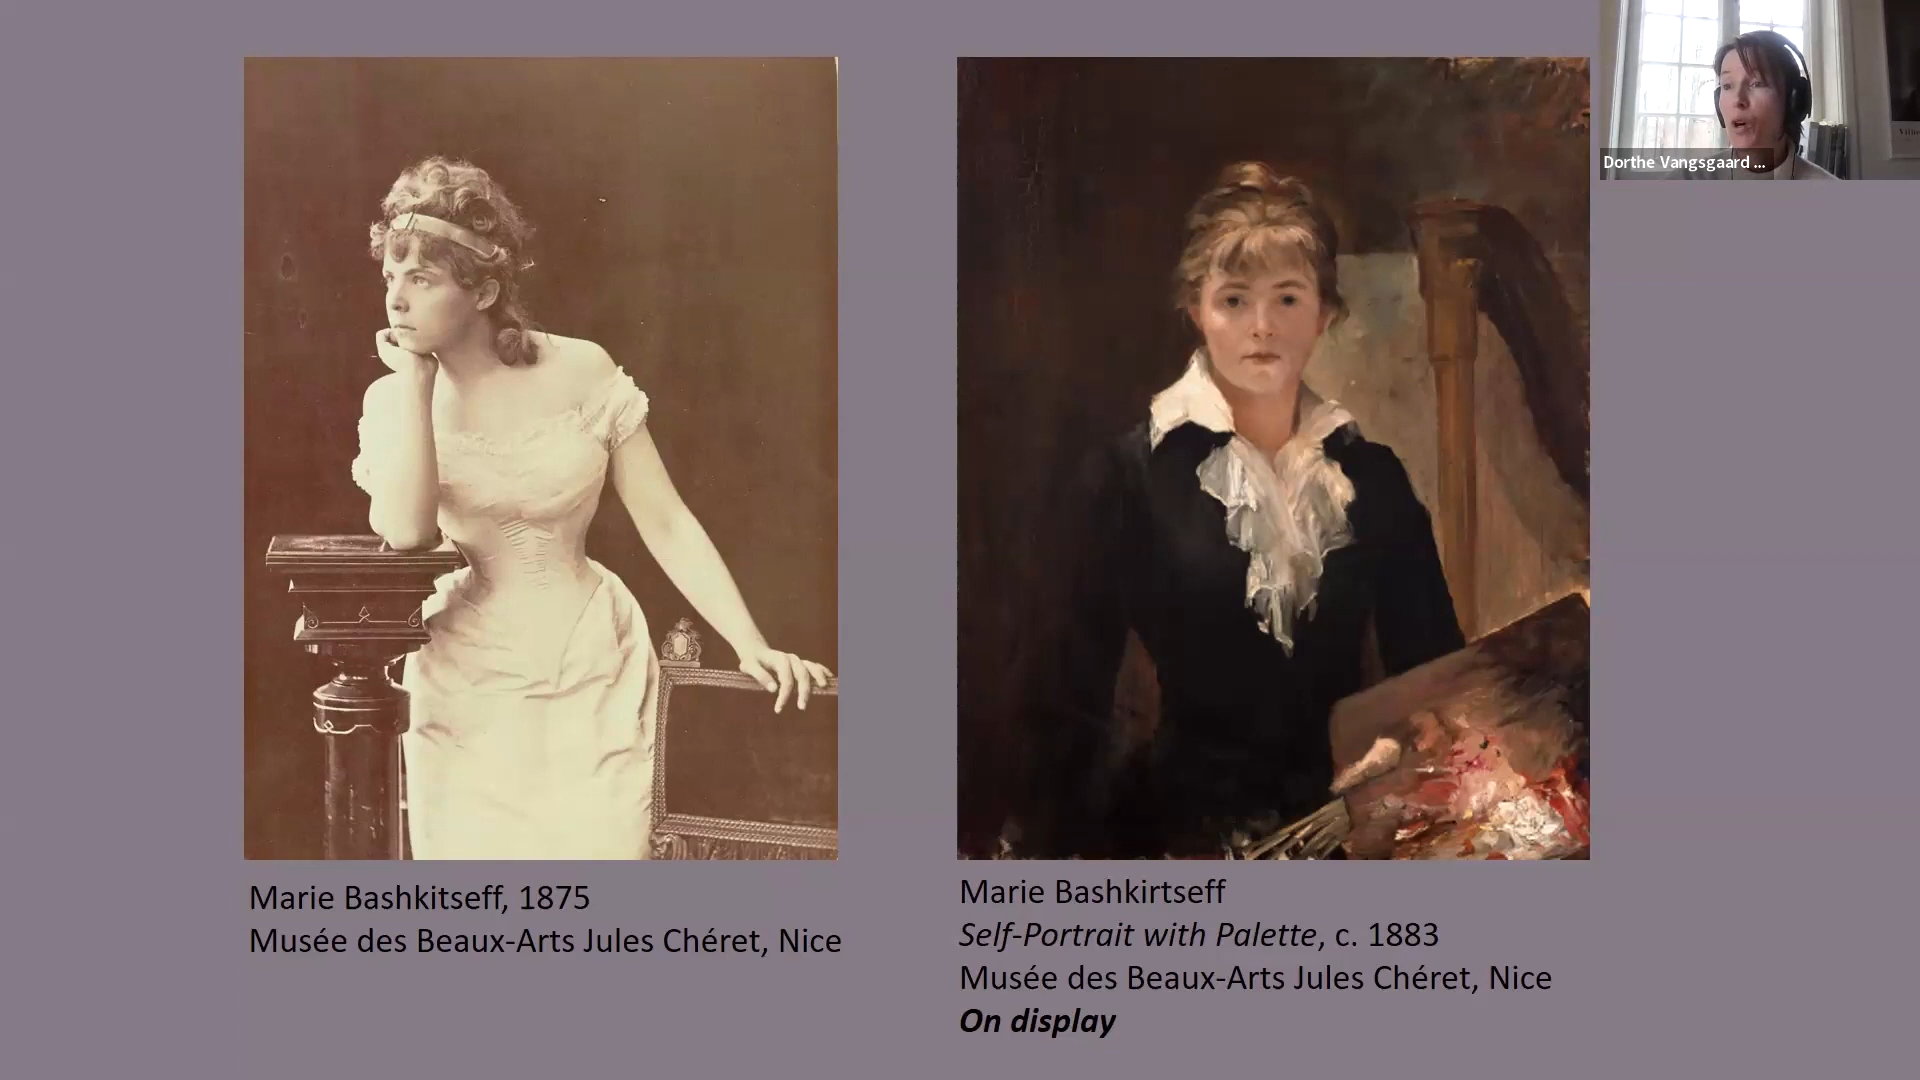 Marie Bashkitseff, 1875
Musée des Beaux-Arts Jules Chéret, Nice
Marie Bashkirtseff
Self-Portrait with Palette, c. 1883
Musée des Beaux-Arts Jules Chéret, Nice
On display
Dorthe Vangsgaard ...